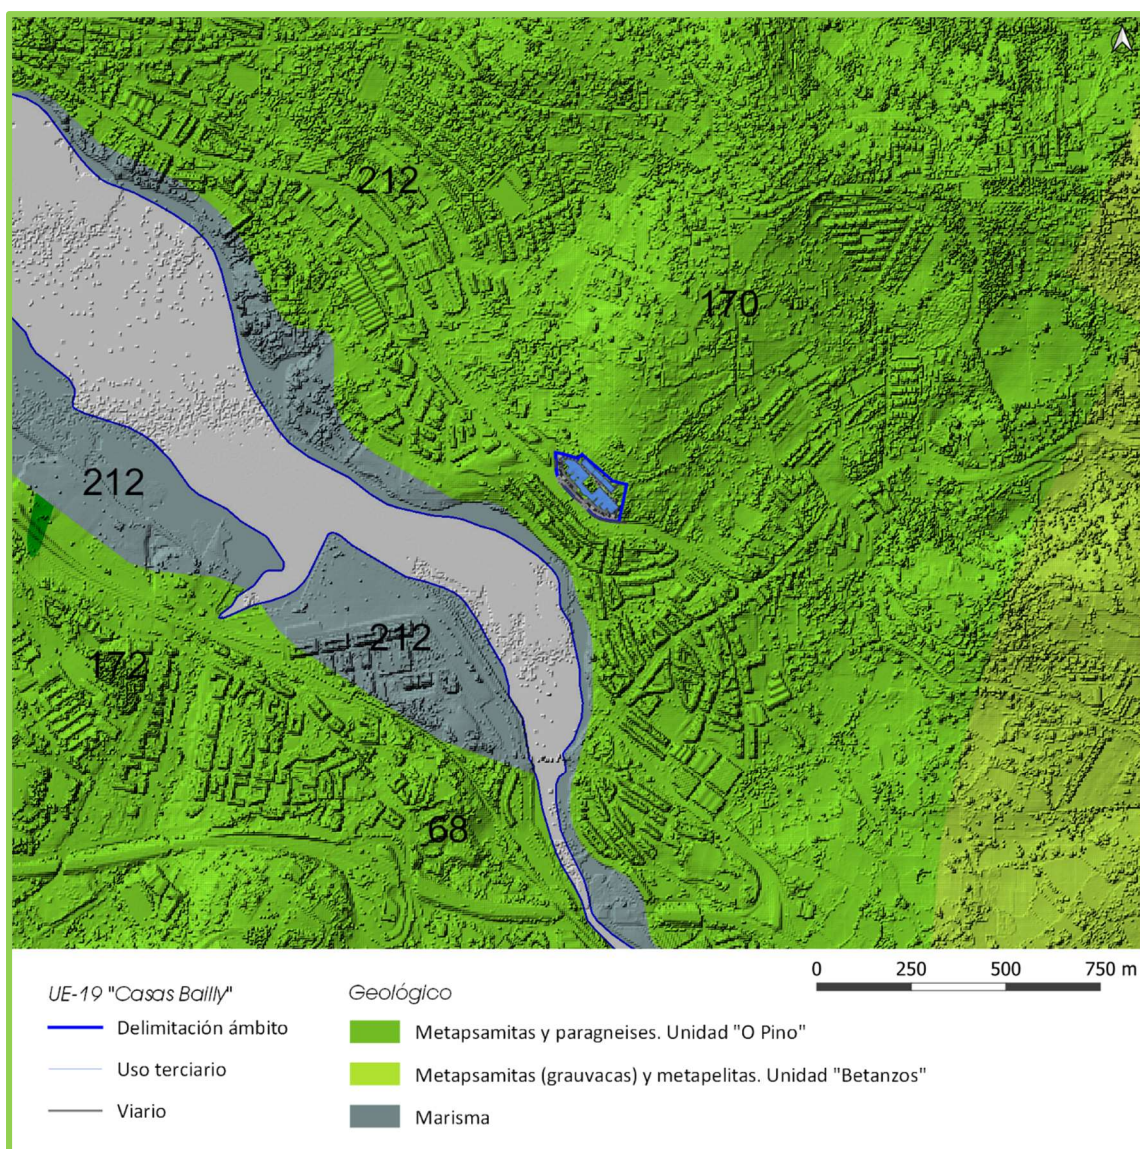 212
170
212
212
172
68
0 250 500 750 m
UE-19 "Casas Bailly"
Delimitación ámbito
Uso terciario
Viario
Geológico
Metapsamitas y paragneises. Unidad "O Pino"
Metapsamitas (grauvacas) y metapelitas. Unidad "Betanzos"
Marisma